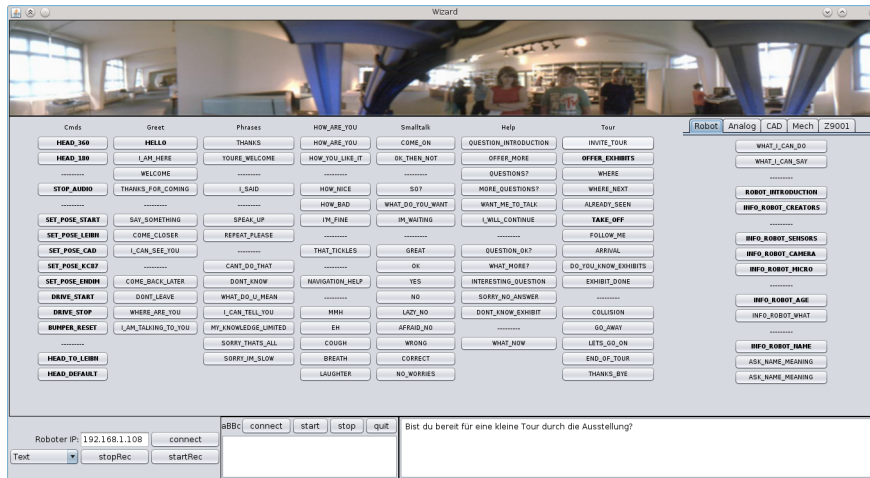 Wizard
Robot Analog CAD Mech Z9001
Cmds Greet Phrases HOW_ARE_YOU Smalltalk Help Tour
HEAD_360 HELLO THANKS HOW_ARE_YOU COME_ON QUESTION_INTRODUCTION INVITE_TOUR WHAT_I_CAN_DO
HEAD_180 I_AM_HERE YOURE_WELCOME HOW_YOU_LIKE_IT OK_THEN_NOT OFFER_MORE OFFER_EXHIBITS WHAT_I_CAN_SAY
--------- WELCOME --------- --------- --------- QUESTIONS? WHERE ---------
STOP_AUDIO THANKS_FOR_COMING I_SAID HOW_NICE SO? MORE_QUESTIONS? WHERE_NEXT ROBOT_INTRODUCTION
--------- --------- --------- HOW_BAD WHAT_DO_YOU_WANT WANT_ME_TO_TALK ALREADY_SEEN INFO_ROBOT_CREATORS
SET_POSE_START SAY_SOMETHING SPEAK_UP I'M_FINE IM_WAITING I_WILL_CONTINUE TAKE_OFF ---------
SET_POSE_LEIBN COME_CLOSER REPEAT_PLEASE --------- --------- --------- FOLLOW_ME INFO_ROBOT_SENSORS
SET_POSE_CAD I_CAN_SEE_YOU --------- THAT_TICKLES GREAT QUESTION_OK? ARRIVAL INFO_ROBOT_CAMERA
SET_POSE_KC87 --------- CANT_DO_THAT --------- OK WHAT_MORE? DO_YOU_KNOW_EXHIBITS INFO_ROBOT_MICRO
SET_POSE_ENDIM COME_BACK_LATER DONT_KNOW NAVIGATION_HELP YES INTERESTING_QUESTION EXHIBIT_DONE ---------
DRIVE_START DONT_LEAVE WHAT_DO_U_MEAN --------- NO SORRY_NO_ANSWER --------- INFO_ROBOT_AGE
DRIVE_STOP WHERE_ARE_YOU I_CAN_TELL_YOU MMH LAZY_NO DONT_KNOW_EXHIBIT COLLISION INFO_ROBOT_WHAT
BUMPER_RESET I_AM_TALKING_TO_YOU MY_KNOWLEDGE_LIMITED EH AFRAID_NO --------- GO_AWAY ---------
--------- SORRY_THATS_ALL COUGH WRONG WHAT_NOW LETS_GO_ON INFO_ROBOT_NAME
HEAD_TO_LEIBN SORRY_IM_SLOW BREATH CORRECT END_OF_TOUR ASK_NAME_MEANING
HEAD_DEFAULT LAUGHTER NO_WORRIES THANKS_BYE ASK_NAME_MEANING
aBBc connect start stop quit Bist du bereit für eine kleine Tour durch die Ausstellung?
Roboter IP: 192.168.1.108 connect
Text stopRec startRec